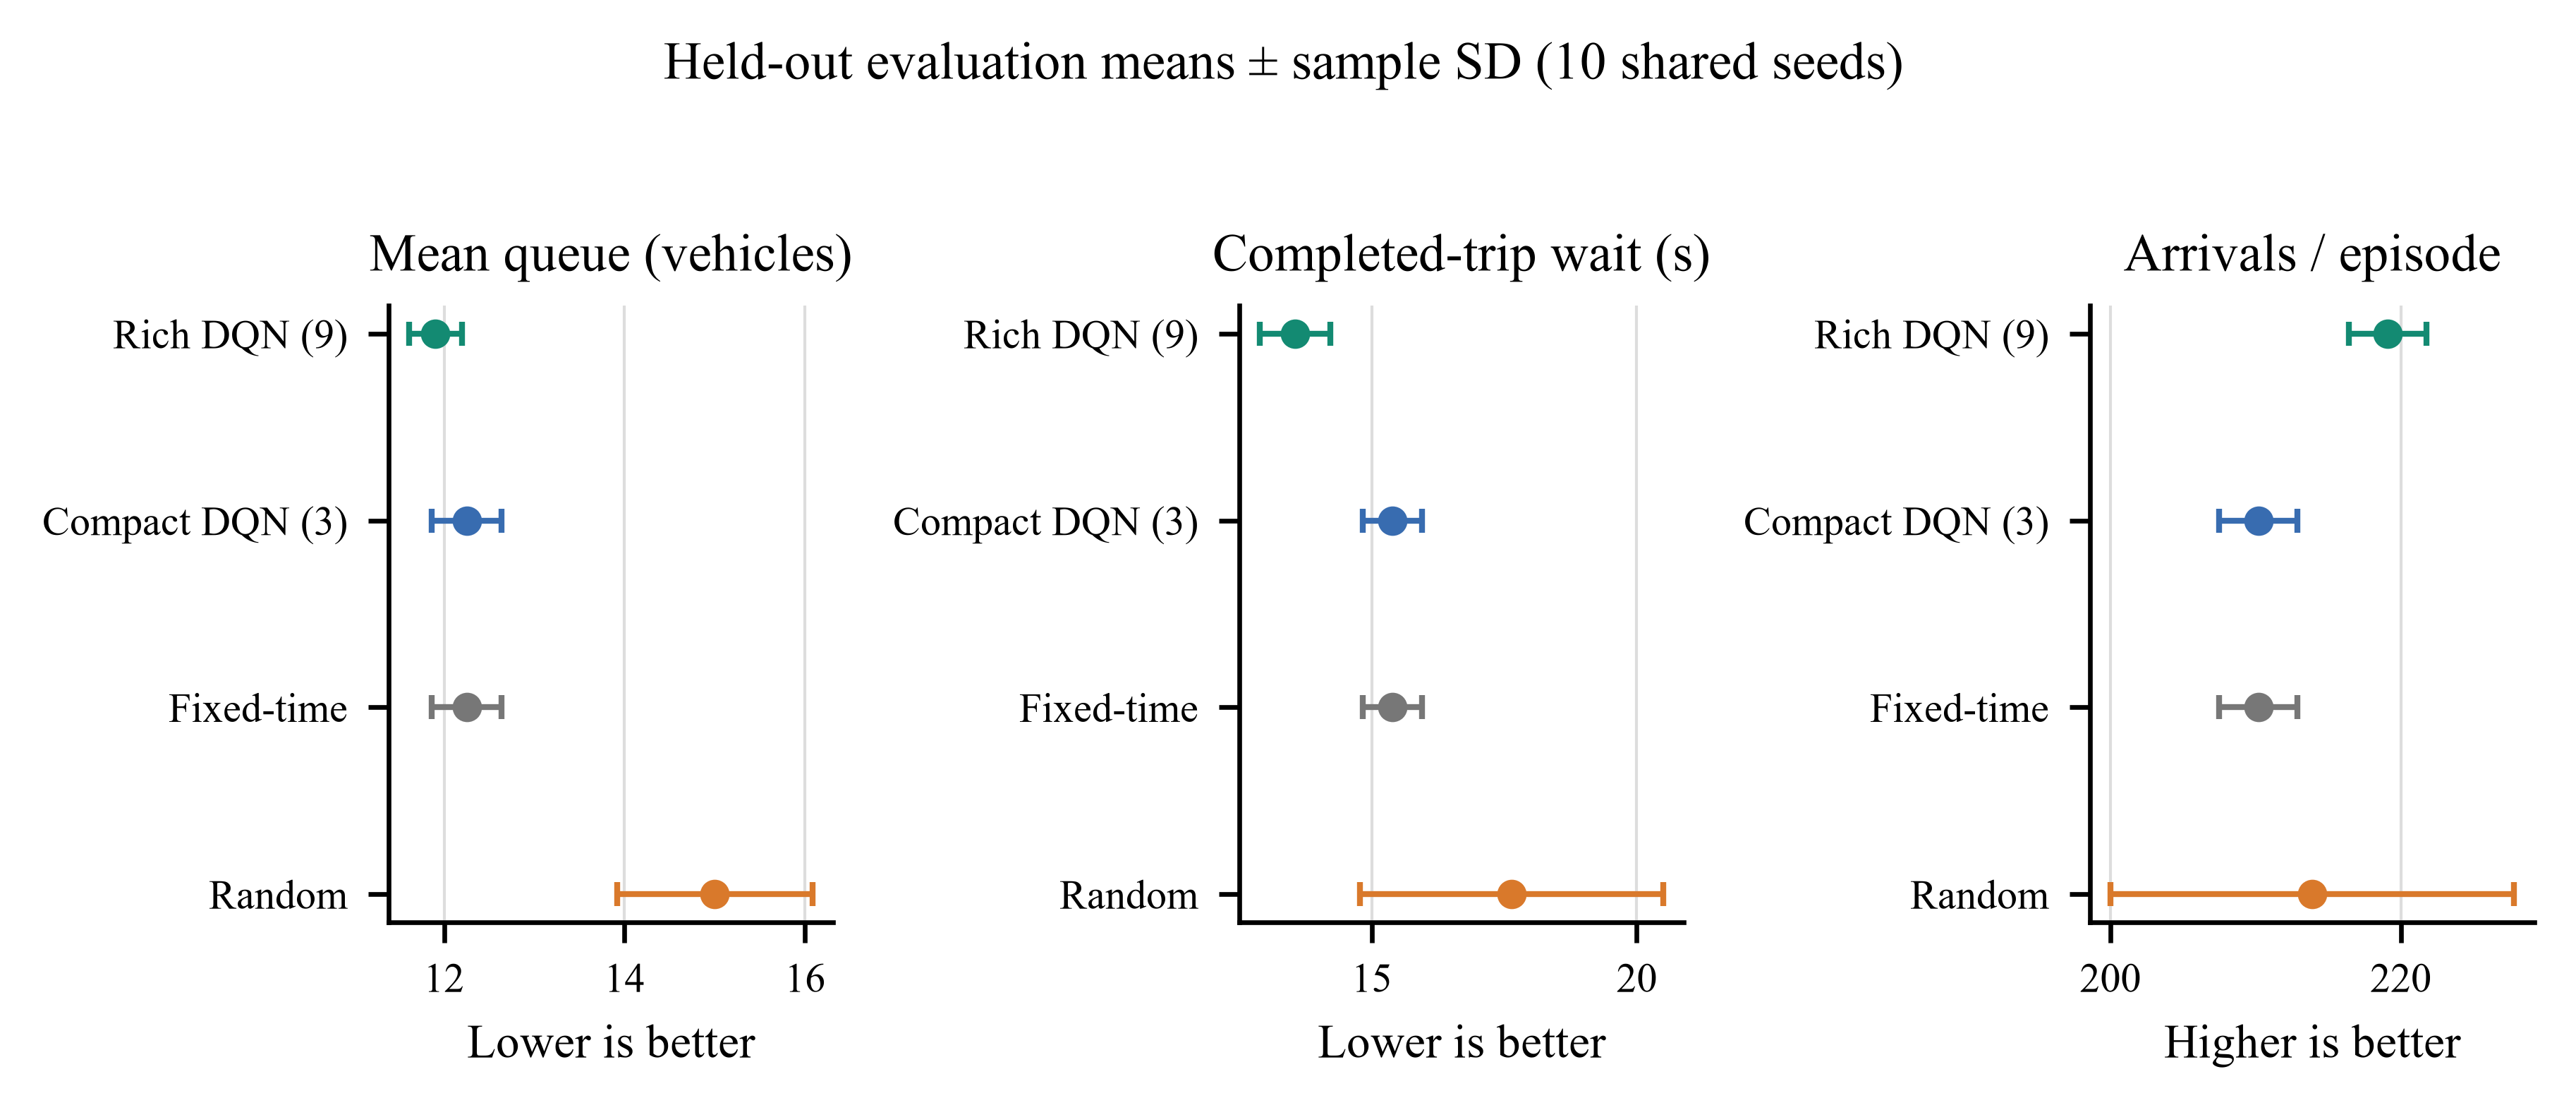 Held-out evaluation means ± sample SD (10 shared seeds)
Mean queue (vehicles)
Rich DQN (9)
Compact DQN (3)
Fixed-time
Random
12 14 16
Lower is better
Completed-trip wait (s)
Rich DQN (9)
Compact DQN (3)
Fixed-time
Random
15 20
Lower is better
Arrivals / episode
Rich DQN (9)
Compact DQN (3)
Fixed-time
Random
200 220
Higher is better